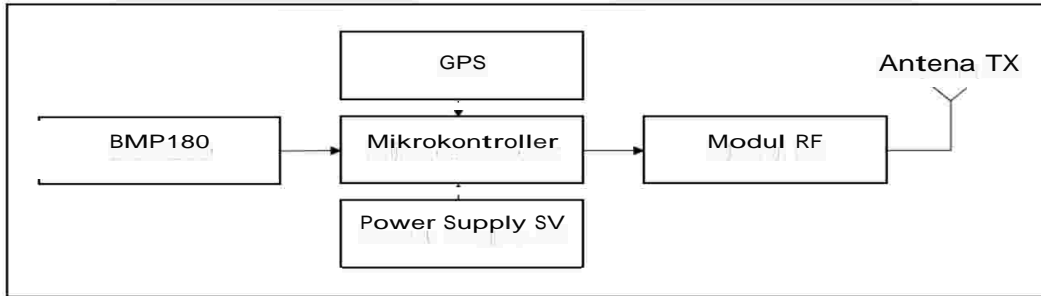 GPS
Antena TX
BMP180
Mikrokontroller
Modul RF
Power Supply SV